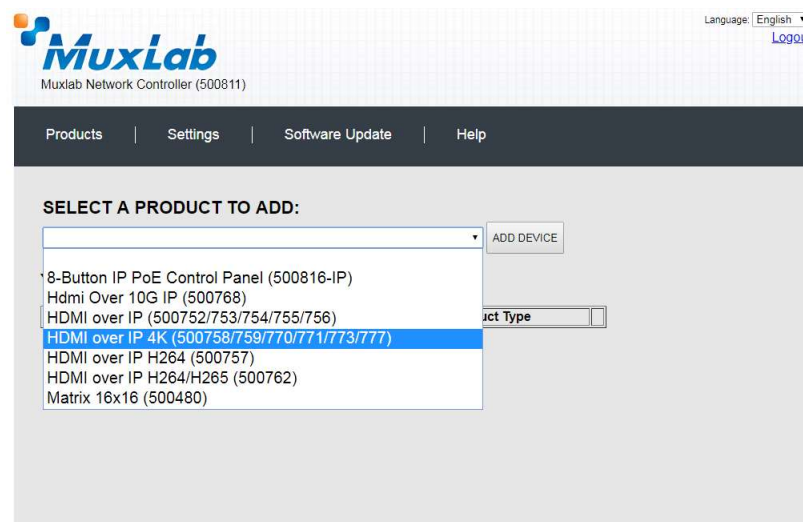 Language: English
Logou
MuxLab
Muxlab Network Controller (500811)
Products | Settings | Software Update | Help
SELECT A PRODUCT TO ADD:
ADD DEVICE
8-Button IP PoE Control Panel (500816-IP)
Hdmi Over 10G IP (500768)
HDMI over IP (500752/753/754/755/756)
uct Type
HDMI over IP 4K (500758/759/770/771/773/777)
HDMI over IP H264 (500757)
HDMI over IP H264/H265 (500762)
Matrix 16x16 (500480)